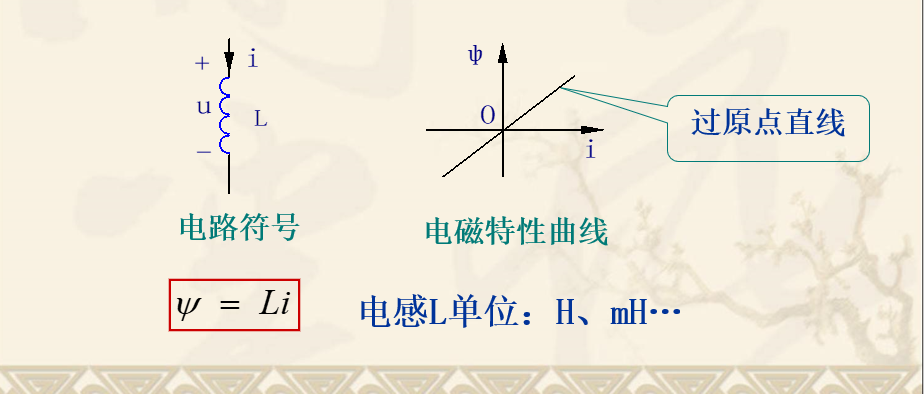 + i
u L
−
ψ
O
i
过原点直线
电路符号
电磁特性曲线
ψ = Li
电感L单位：H、mH…